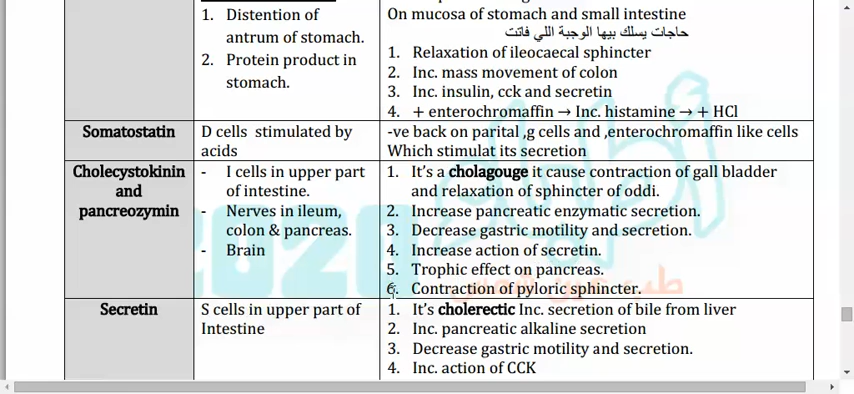 1. Distention of antrum of stomach.
2. Protein product in stomach.
On mucosa of stomach and small intestine
حاجات يسلك بيها الوجبة اللي فاتت
1. Relaxation of ileocaecal sphincter
2. Inc. mass movement of colon
3. Inc. insulin, cck and secretin
4. + enterochromaffin → Inc. histamine → + HCl
Somatostatin
D cells stimulated by
acids
-ve back on parital ,g cells and ,enterochromaffin like cells
Which stimulat its secretion
Cholecystokinin
and
pancreozymin
- I cells in upper part
of intestine.
- Nerves in ileum,
colon & pancreas.
- Brain
1. It's a cholagouge it cause contraction of gall bladder
and relaxation of sphincter of oddi.
2. Increase pancreatic enzymatic secretion.
3. Decrease gastric motility and secretion.
4. Increase action of secretin.
5. Trophic effect on pancreas.
6. Contraction of pyloric sphincter.
Secretin
S cells in upper part of
Intestine
1. It's cholerectic Inc. secretion of bile from liver
2. Inc. pancreatic alkaline secretion
3. Decrease gastric motility and secretion.
4. Inc. action of CCK
2020